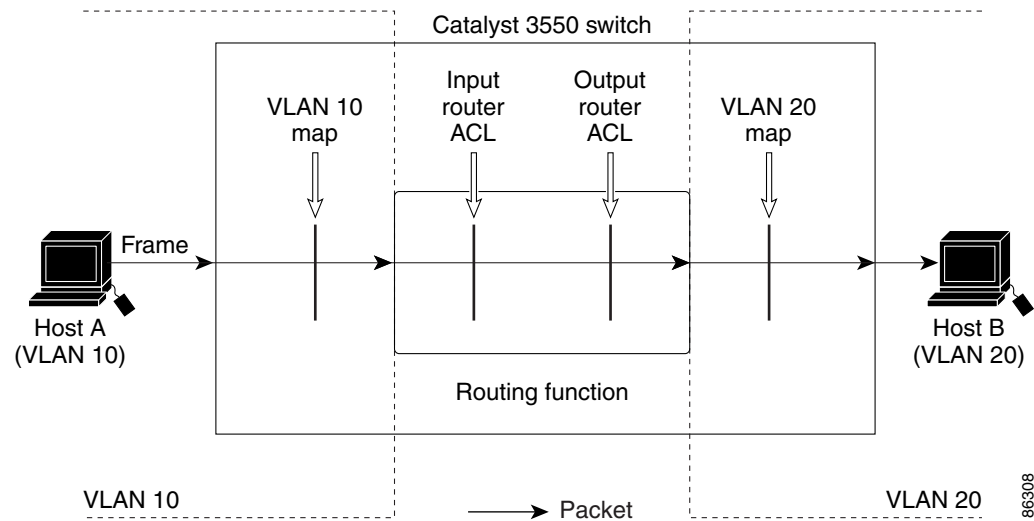 Catalyst 3550 switch
VLAN 10
map
Input
router
ACL
Output
router
ACL
VLAN 20
map
Frame
Host A
(VLAN 10)
Host B
(VLAN 20)
Routing function
VLAN 10
Packet
VLAN 20
86308